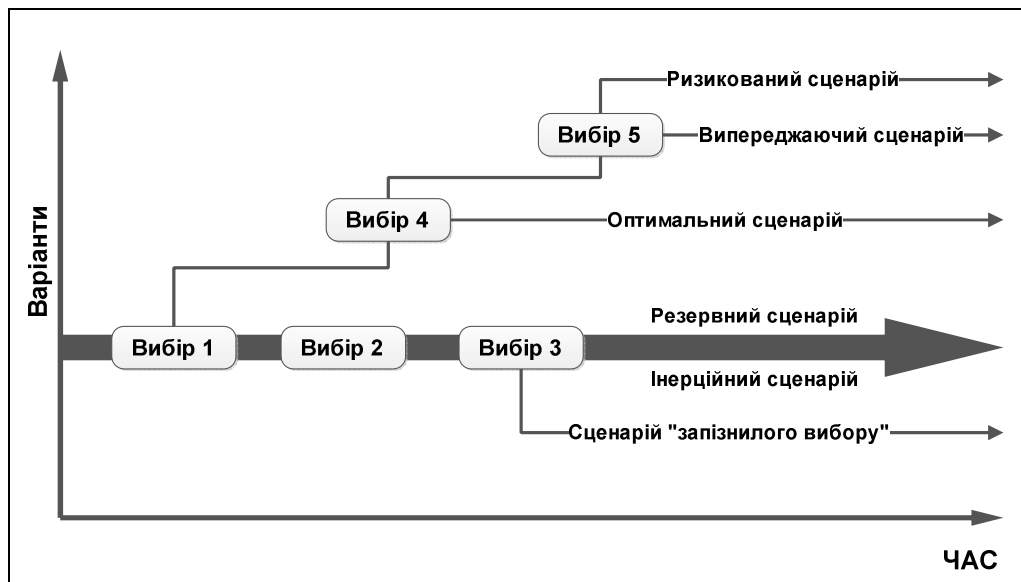 Ризикований сценарій
Вибір 5
Випереджаючий сценарій
Вибір 4
Оптимальний сценарій
Варіанти
Резервний сценарій
Вибір 1
Вибір 2
Вибір 3
Інерційний сценарій
Сценарій "запізнилого вибору"
ЧАС